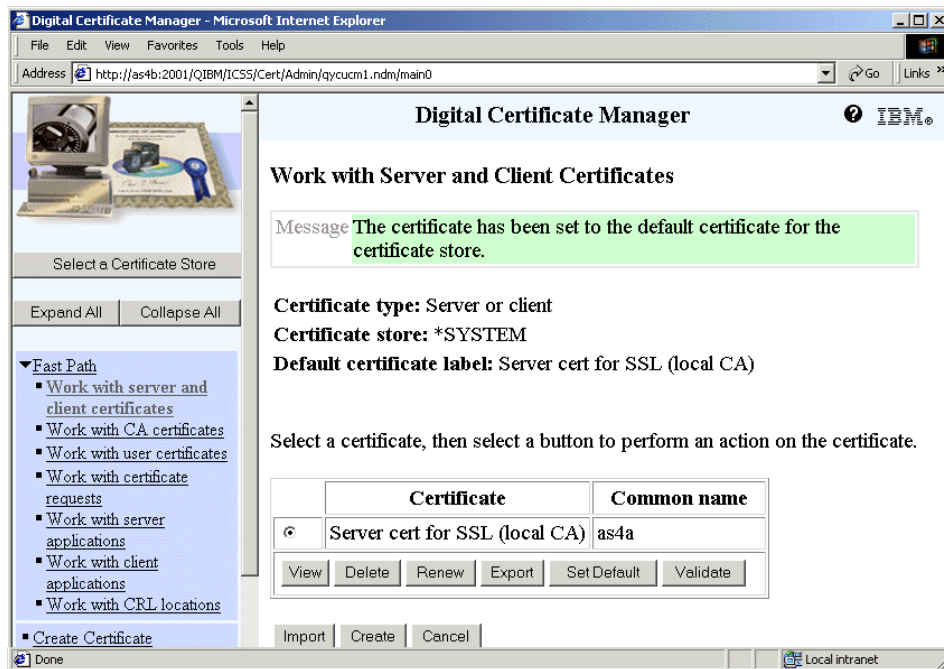 Digital Certificate Manager - Microsoft Internet Explorer
File Edit View Favorites Tools Help
Address http://as4b:2001/QIBM/ICSS/Cert/Admin/qycucm1.ndm/main0 Go Links »
Select a Certificate Store
Expand All Collapse All
Fast Path
Work with server and
client certificates
Work with CA certificates
Work with user certificates
Work with certificate
requests
Work with server
applications
Work with client
applications
Work with CRL locations
Create Certificate
Digital Certificate Manager
IBM®
Work with Server and Client Certificates
Message The certificate has been set to the default certificate for the
certificate store.
Certificate type: Server or client
Certificate store: *SYSTEM
Default certificate label: Server cert for SSL (local CA)
Select a certificate, then select a button to perform an action on the certificate.
Certificate Common name
Server cert for SSL (local CA) as4a
View Delete Renew Export Set Default Validate
Import Create Cancel
Done Local intranet